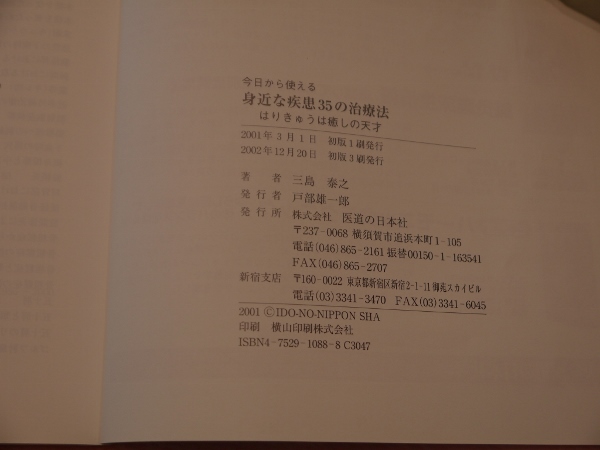 今日から使える
身近な疾患35の治療法
はりきゅうは癒しの天才
2001年3月1日 初版1刷発行
2002年12月20日 初版3刷発行
著者 三島 泰之
発行者 戸部雄一郎
発行所 株式会社 医道の日本社
〒237-0068 横須賀市追浜本町1-105
電話(046)865-2161 振替00150-1-163541
FAX(046)865-2707
新宿支店 〒160-0022 東京都新宿区新宿2-1-11御苑スカイビル
電話(03)3341-3470 FAX(03)3341-6045
2001 ©IDO-NO-NIPPON SHA
印刷 横山印刷株式会社
ISBN4-7529-1088-8 C3047